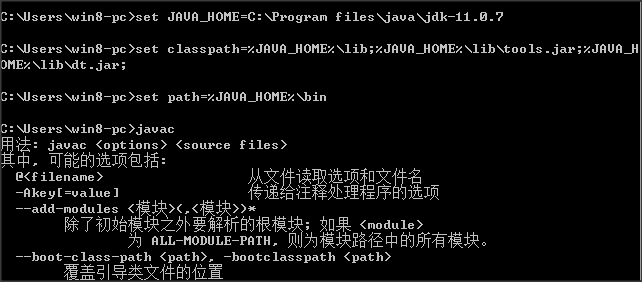 C:\Users\win8-pc>set JAVA_HOME=C:\Program files\java\jdk-11.0.7
C:\Users\win8-pc>set classpath=%JAVA_HOME%\lib;%JAVA_HOME%\lib\tools.jar;%JAVA_H
OME%\lib\dt.jar;
C:\Users\win8-pc>set path=%JAVA_HOME%\bin
C:\Users\win8-pc>javac
用法: javac <options> <source files>
其中, 可能的选项包括:
@<filename> 从文件读取选项和文件名
-Akey[=value] 传递给注释处理程序的选项
--add-modules <模块>(,<模块>)*
除了初始模块之外要解析的根模块; 如果 <module>
为 ALL-MODULE-PATH, 则为模块路径中的所有模块。
--boot-class-path <path>, -bootclasspath <path>
覆盖引导类文件的位置